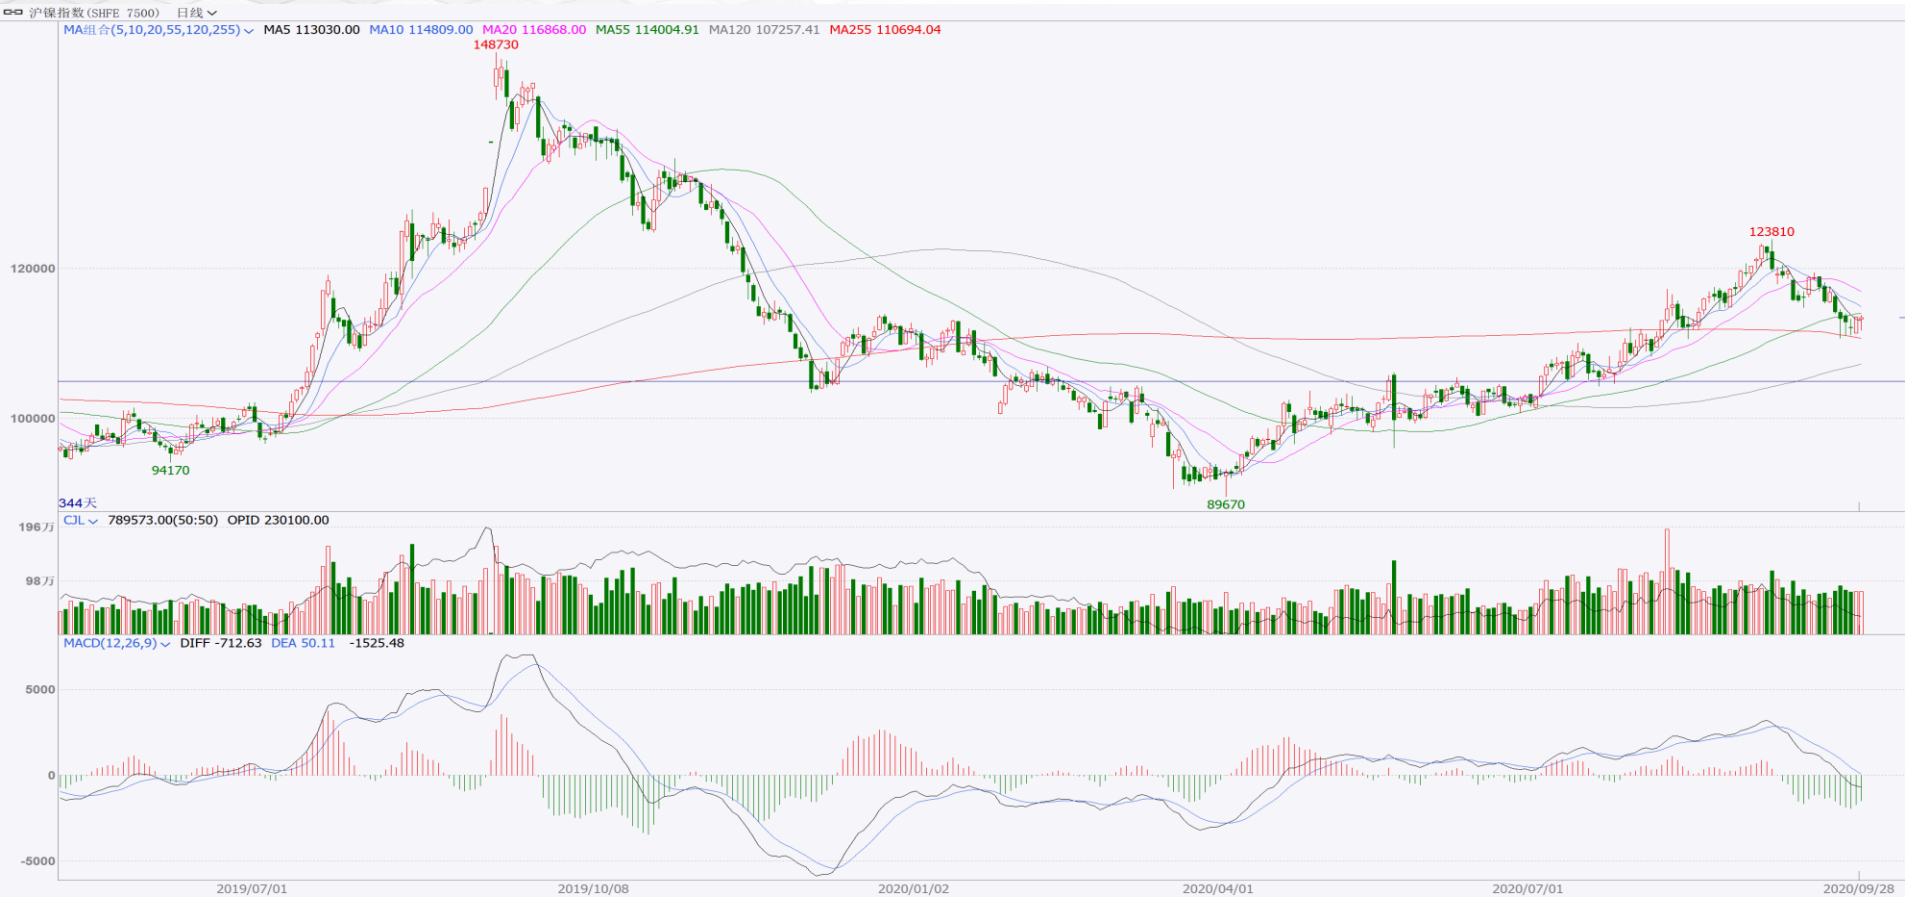 沪镍指数(SHFE 7500) 日线
MA组合(5,10,20,55,120,255) MA5 113030.00 MA10 114809.00 MA20 116868.00 MA55 114004.91 MA120 107257.41 MA255 110694.04
148730
123810
120000
100000
94170
89670
344天
CJL 789573.00(50:50) OPID 230100.00
196万
98万
MACD(12,26,9) DIFF -712.63 DEA 50.11 -1525.48
5000
0
-5000
2019/07/01 2019/10/08 2020/01/02 2020/04/01 2020/07/01 2020/09/28